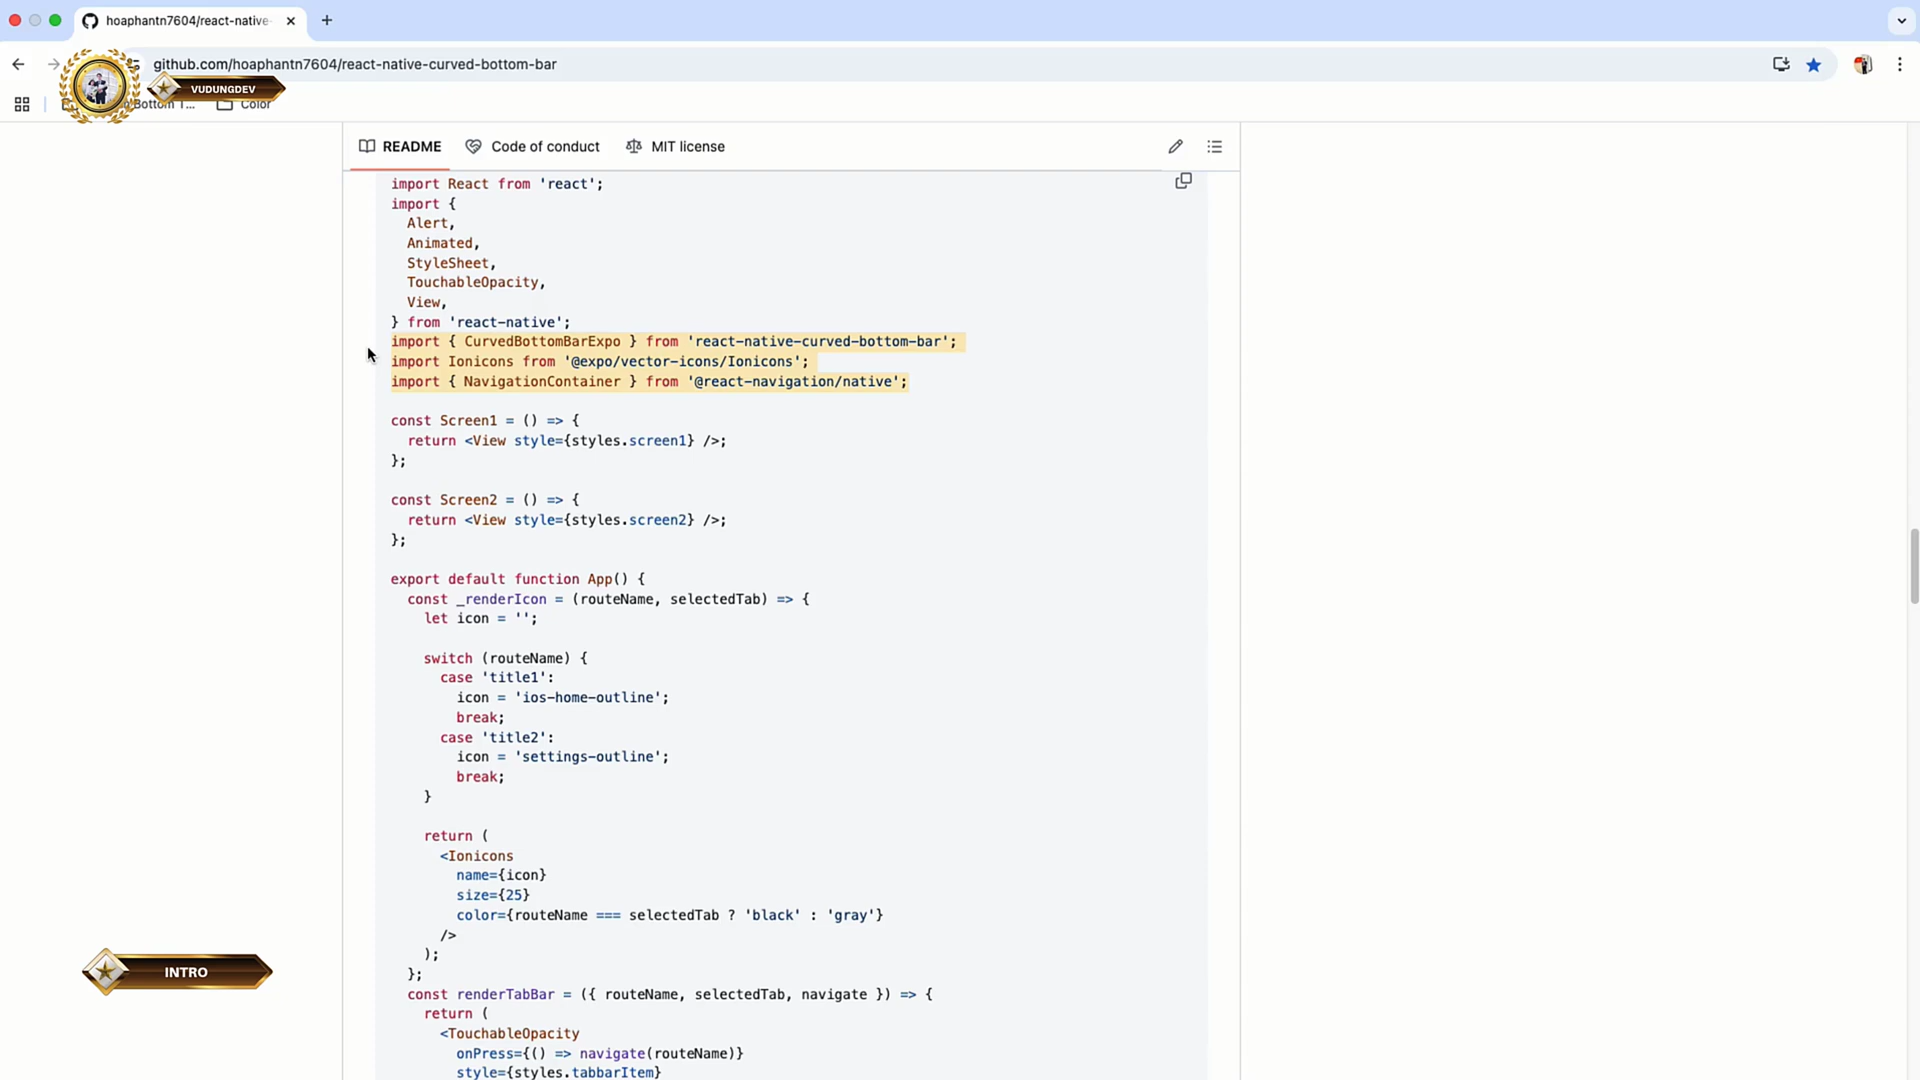 hoaphantn7604/react-native-
github.com/hoaphantn7604/react-native-curved-bottom-bar
VUDUNGDEV
Bottom T...
Color
README
Code of conduct
MIT license
import React from 'react';
import {
  Alert,
  Animated,
  StyleSheet,
  TouchableOpacity,
  View,
} from 'react-native';
import { CurvedBottomBarExpo } from 'react-native-curved-bottom-bar';
import Ionicons from '@expo/vector-icons/Ionicons';
import { NavigationContainer } from '@react-navigation/native';
const Screen1 = () => {
  return <View style={styles.screen1} />;
};
const Screen2 = () => {
  return <View style={styles.screen2} />;
};
export default function App() {
  const _renderIcon = (routeName, selectedTab) => {
    let icon = '';
    switch (routeName) {
      case 'title1':
        icon = 'ios-home-outline';
        break;
      case 'title2':
        icon = 'settings-outline';
        break;
    }
    return (
      <Ionicons
        name={icon}
        size={25}
        color={routeName === selectedTab ? 'black' : 'gray'}
      />
    );
  };
  const renderTabBar = ({ routeName, selectedTab, navigate }) => {
    return (
      <TouchableOpacity
        onPress={() => navigate(routeName)}
        style={styles.tabbarItem}
INTRO